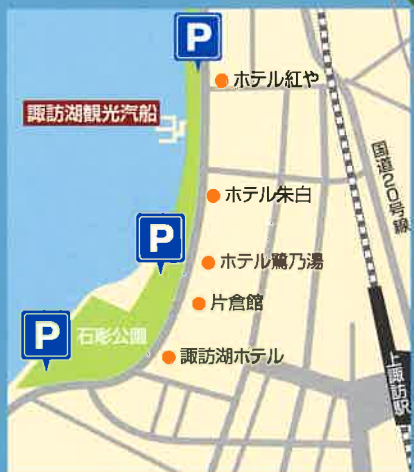 P
ホテル紅や
諏訪湖観光汽船
国道20号線
ホテル朱白
P
ホテル鷺乃湯
片倉館
P
石彫公園
諏訪湖ホテル
上諏訪駅